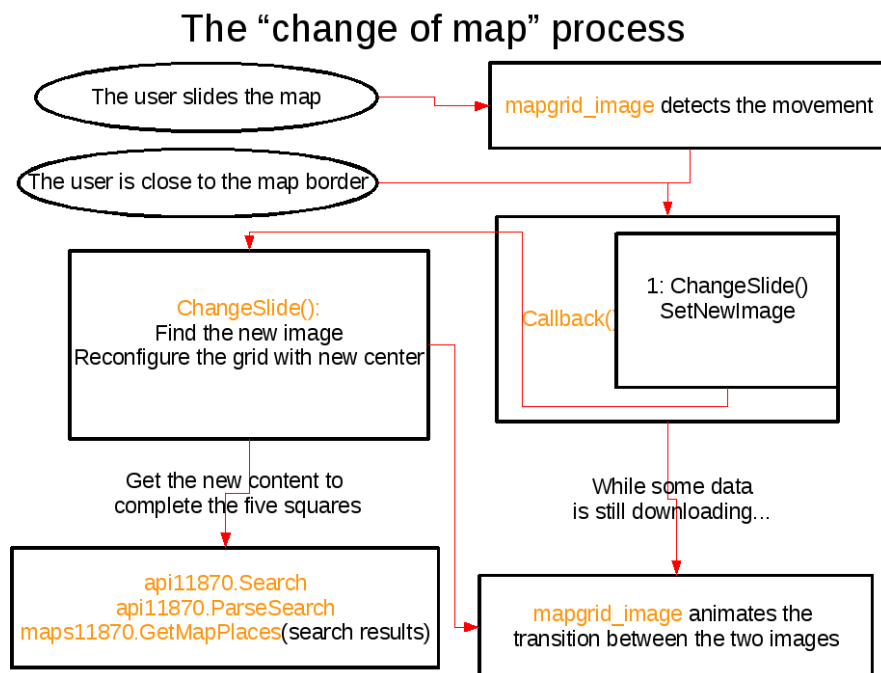 The “change of map” process
The user slides the map
mapgrid_image detects the movement
The user is close to the map border
ChangeSlide():
Find the new image
Reconfigure the grid with new center
Callback()
1: ChangeSlide()
SetNewImage
Get the new content to
complete the five squares
While some data
is still downloading...
api11870.Search
api11870.ParseSearch
maps11870.GetMapPlaces(search results)
mapgrid_image animates the
transition between the two images